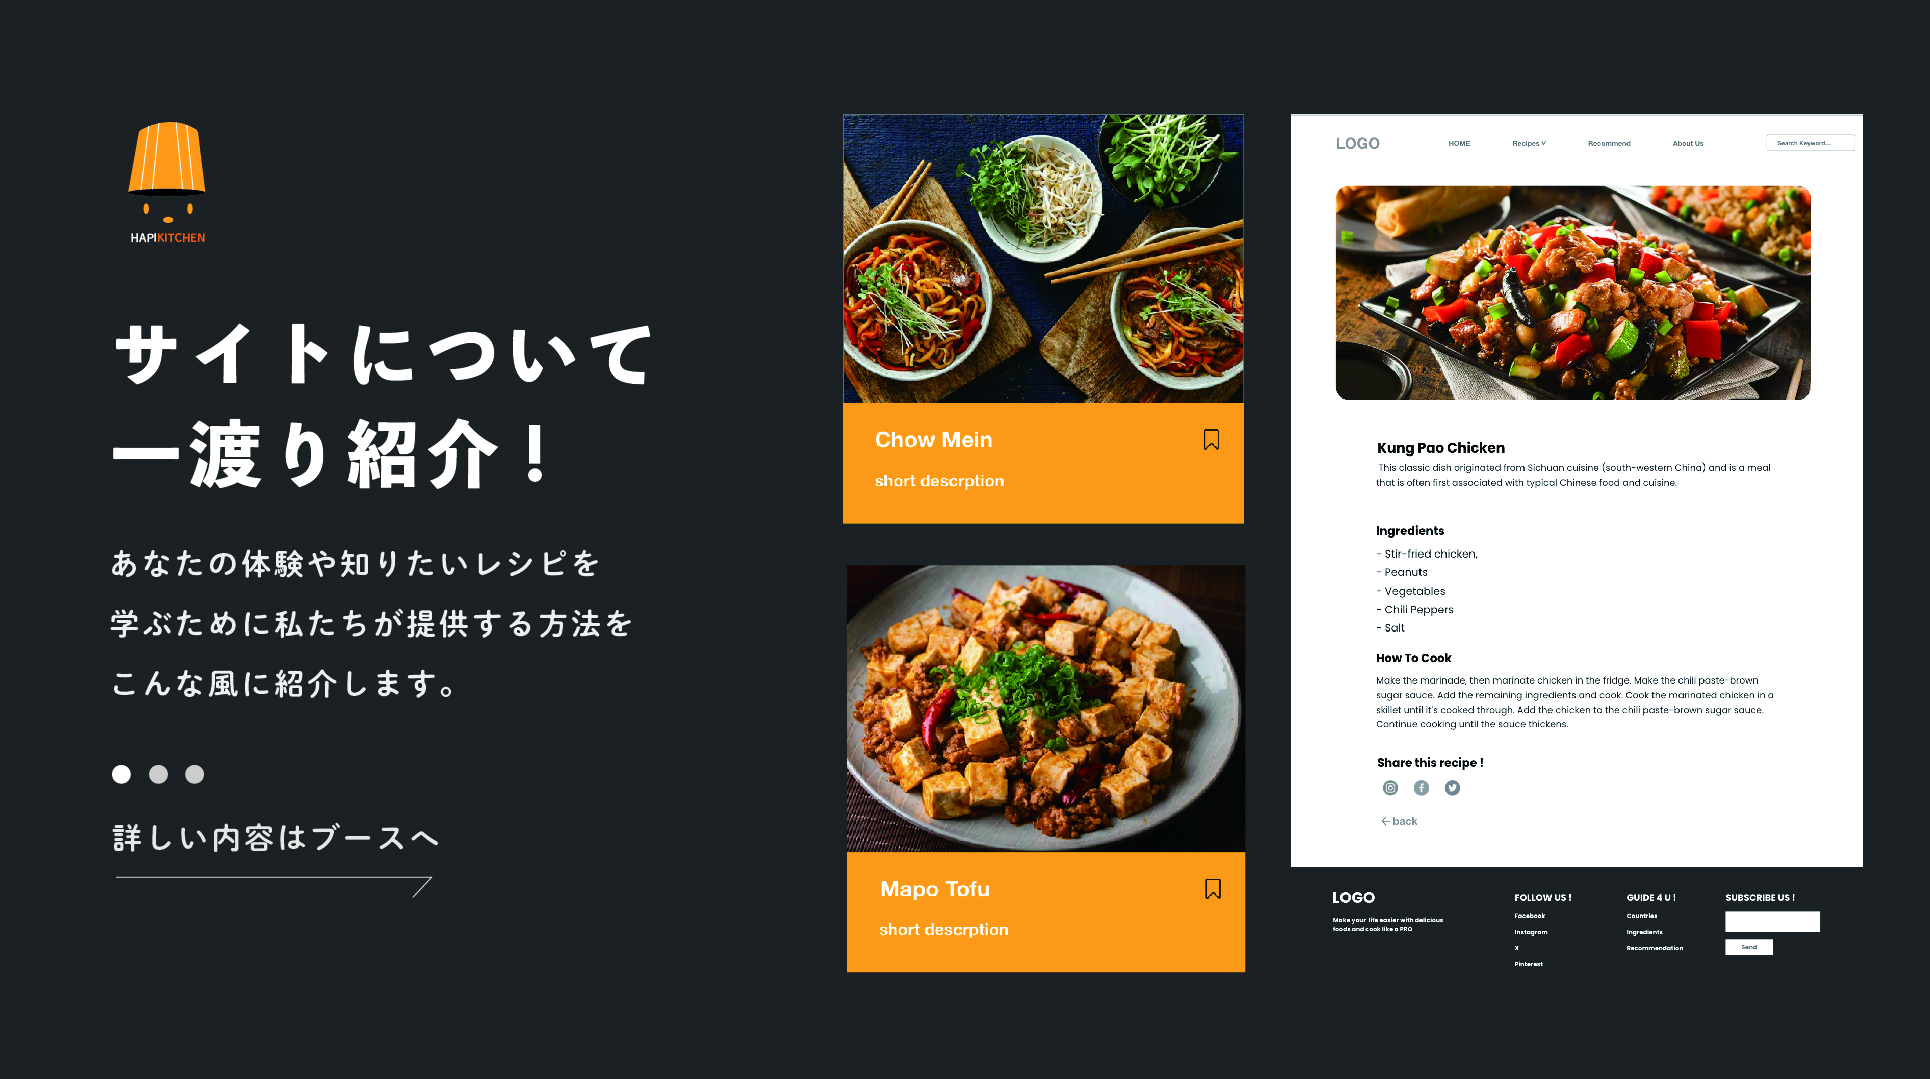 HAPIKITCHEN
サイトについて
一渡り紹介！
あなたの体験や知りたいレシピを
学ぶために私たちが提供する方法を
こんな風に紹介します。
詳しい内容はブースへ
Chow Mein
short descrption
Mapo Tofu
short descrption
LOGO
HOME
Recipes ˅
Recommend
About Us
Search Keyword...
Kung Pao Chicken
This classic dish originated from Sichuan cuisine (south-western China) and is a meal
that is often first associated with typical Chinese food and cuisine.
Ingredients
- Stir-fried chicken,
- Peanuts
- Vegetables
- Chili Peppers
- Salt
How To Cook
Make the marinade, then marinate chicken in the fridge. Make the chili paste-brown
sugar sauce. Add the remaining ingredients and cook. Cook the marinated chicken in a
skillet until it's cooked through. Add the chicken to the chili paste-brown sugar sauce.
Continue cooking until the sauce thickens.
Share this recipe !
back
LOGO
Make your life easier with delicious
foods and cook like a PRO
FOLLOW US !
Facebook
Instagram
X
Pinterest
GUIDE 4 U !
Countries
Ingredients
Recommendation
SUBSCRIBE US !
Send